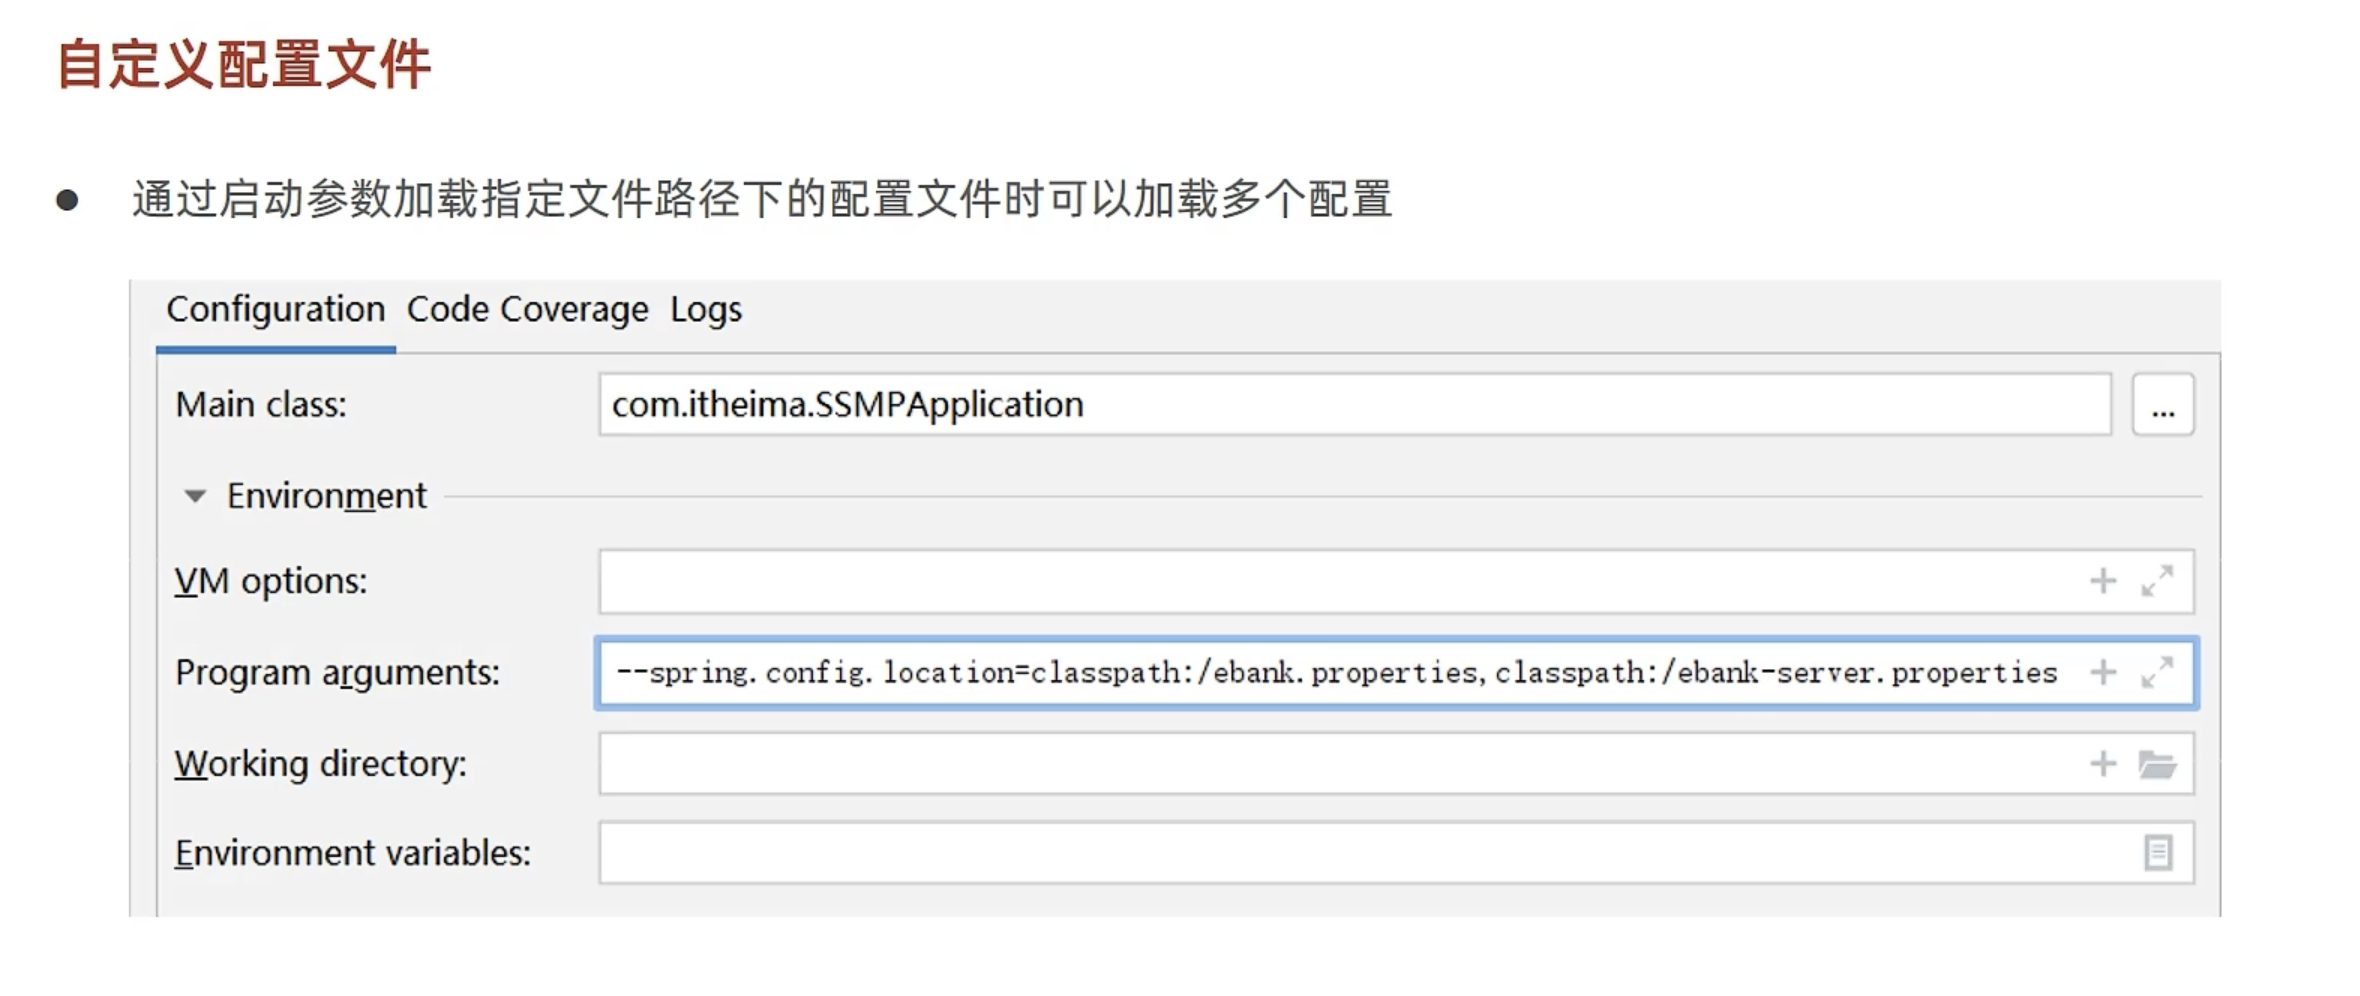 自定义配置文件
● 通过启动参数加载指定文件路径下的配置文件时可以加载多个配置
Configuration Code Coverage Logs
Main class: com.itheima.SSMPApplication ...
Environment
VM options:
Program arguments: --spring.config.location=classpath:/ebank.properties,classpath:/ebank-server.properties
Working directory:
Environment variables: